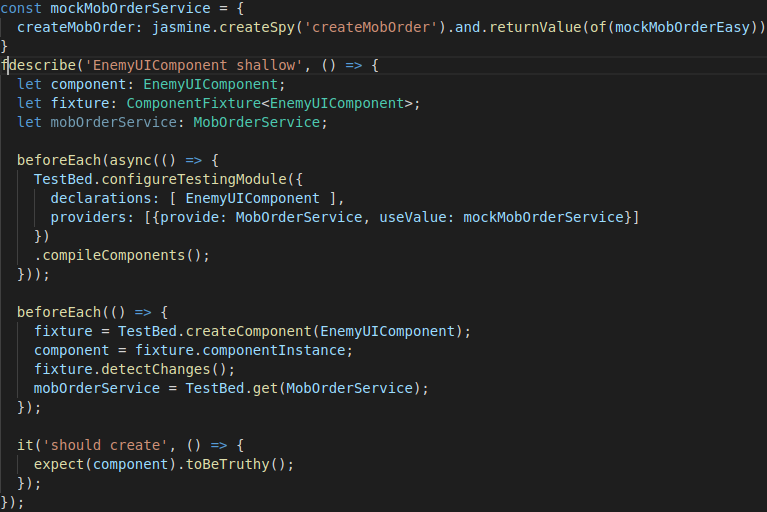 const mockMobOrderService = {
  createMobOrder: jasmine.createSpy('createMobOrder').and.returnValue(of(mockMobOrderEasy))
}
fdescribe('EnemyUIComponent shallow', () => {
  let component: EnemyUIComponent;
  let fixture: ComponentFixture<EnemyUIComponent>;
  let mobOrderService: MobOrderService;

  beforeEach(async(() => {
    TestBed.configureTestingModule({
      declarations: [ EnemyUIComponent ],
      providers: [{provide: MobOrderService, useValue: mockMobOrderService}]
    })
    .compileComponents();
  }));

  beforeEach(() => {
    fixture = TestBed.createComponent(EnemyUIComponent);
    component = fixture.componentInstance;
    fixture.detectChanges();
    mobOrderService = TestBed.get(MobOrderService);
  });

  it('should create', () => {
    expect(component).toBeTruthy();
  });
});